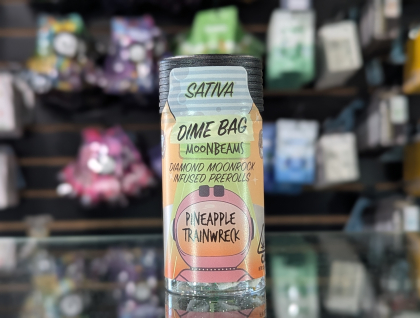 SATIVA
DIME BAG
MOONBEAMS
DIAMOND MOONROCK
INFUSED PREROLLS
PINEAPPLE
TRAINWRECK